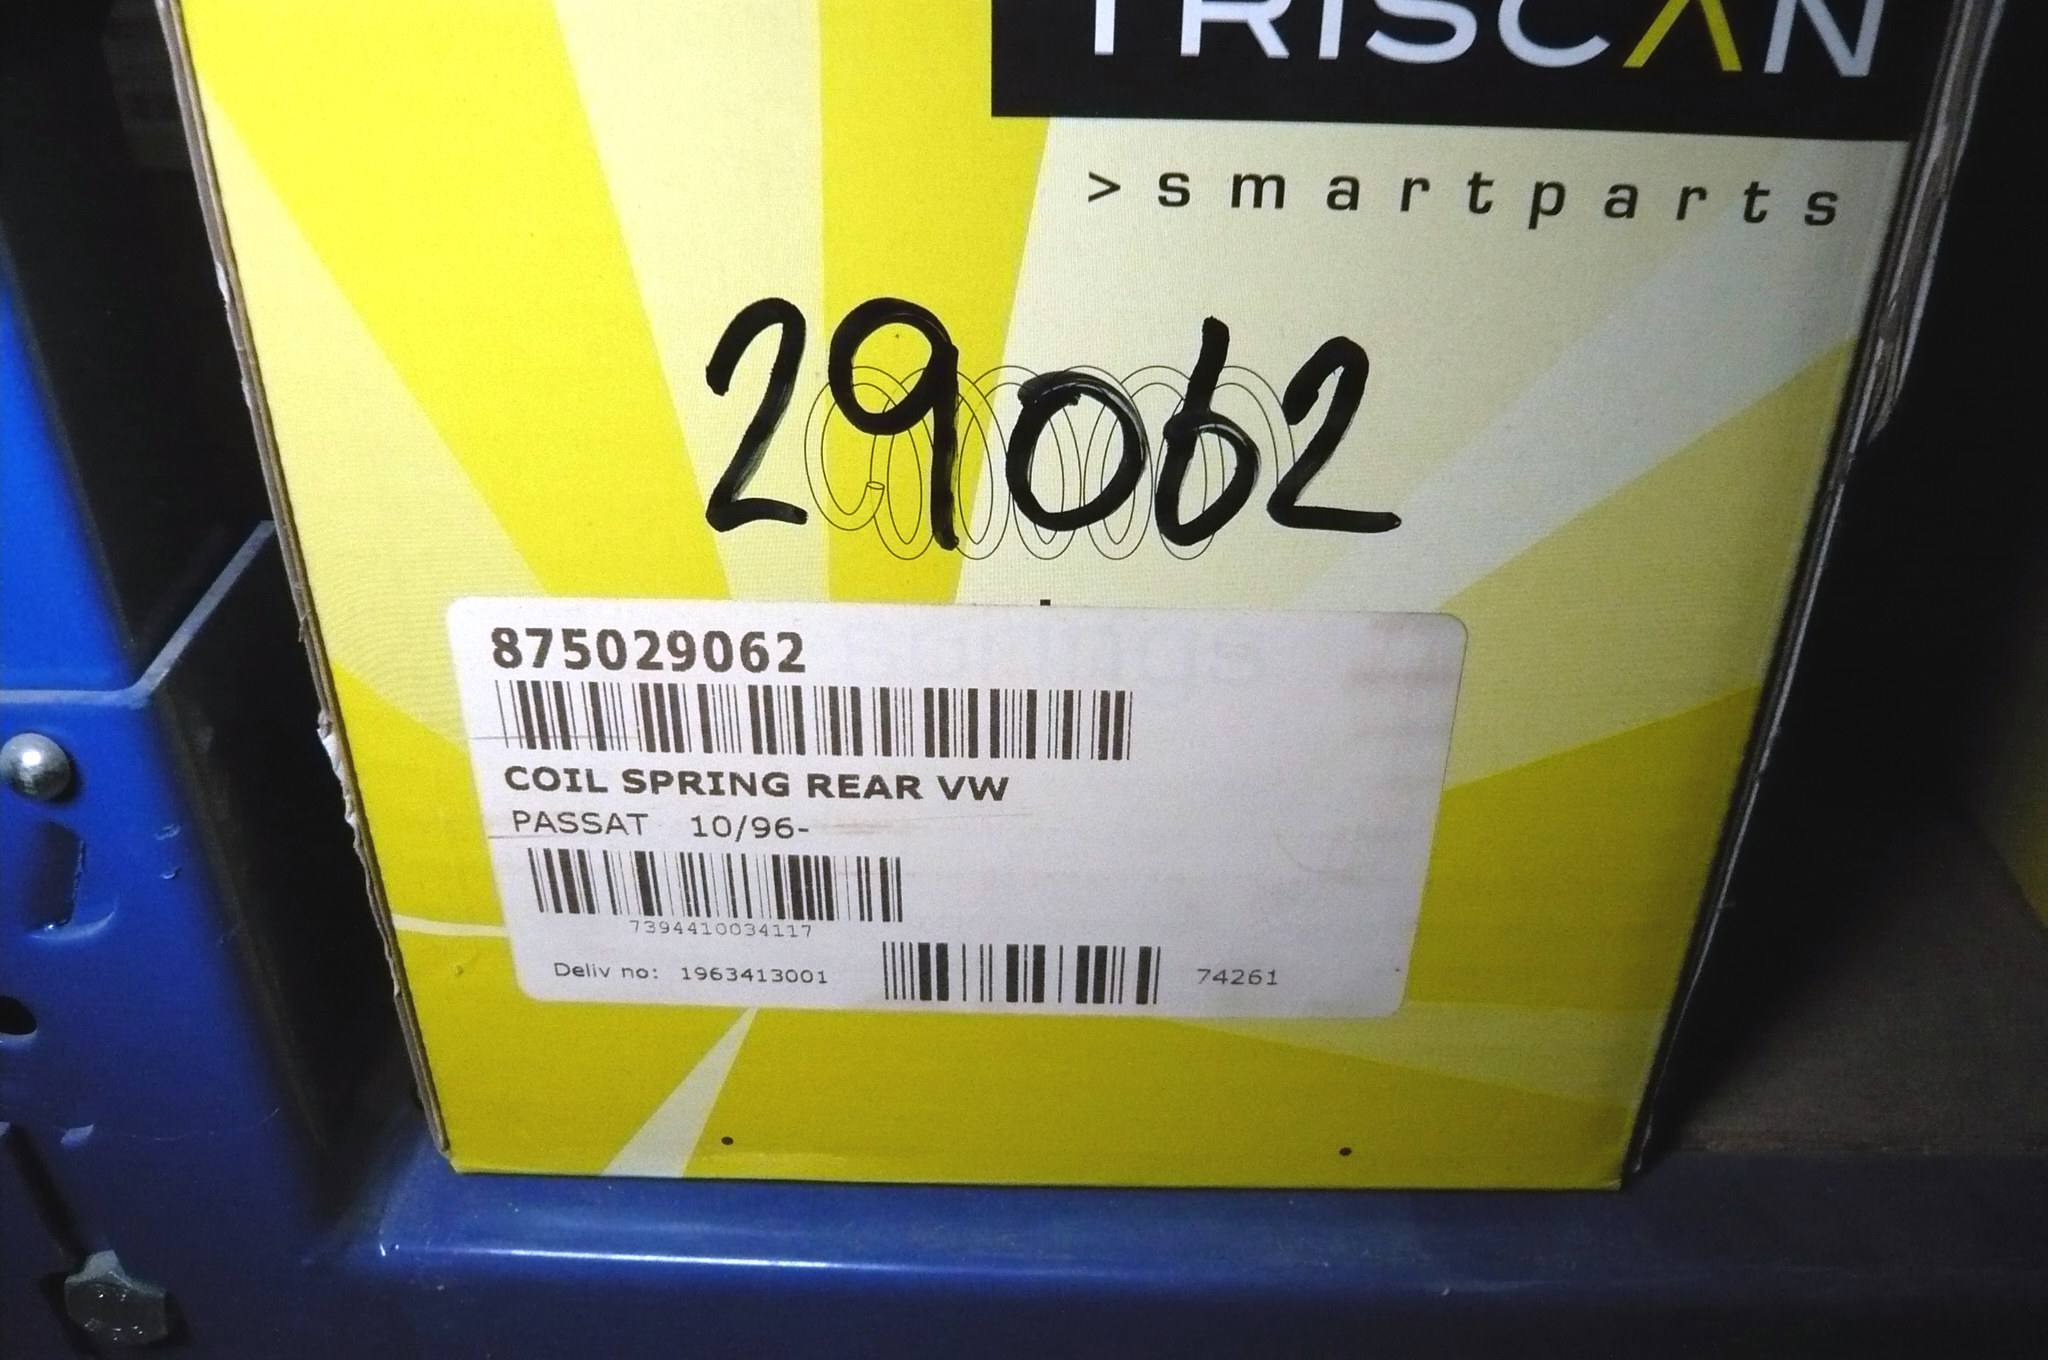 TRISCAN
>smartparts
29062
875029062
COIL SPRING REAR VW
PASSAT 10/96-
7394410034117
Deliv no: 1963413001 74261